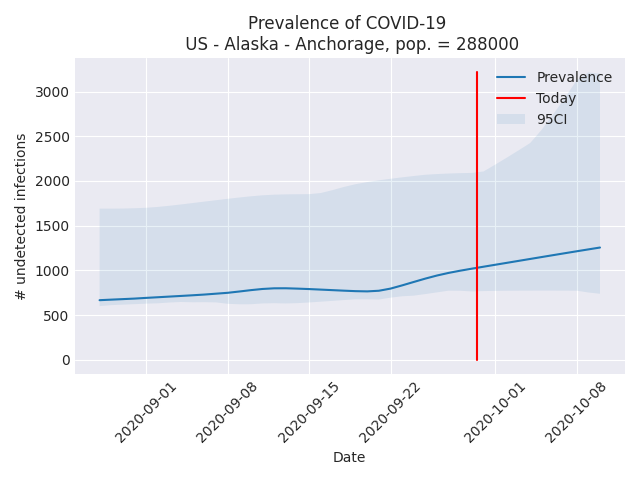 Prevalence of COVID-19
US - Alaska - Anchorage, pop. = 288000
Prevalence
Today
95CI
3000
2500
2000
1500
1000
500
0
# undetected infections
2020-09-01
2020-09-08
2020-09-15
2020-09-22
2020-10-01
2020-10-08
Date